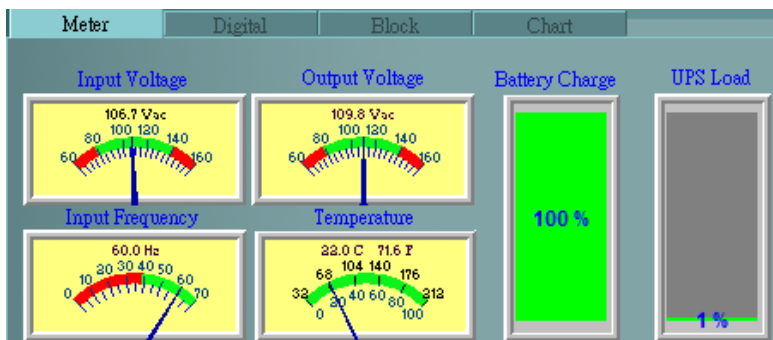 Meter Digital Block Chart
Input Voltage Output Voltage Battery Charge UPS Load
106.7 Vac
60 80 100 120 140 160
109.8 Vac
60 80 100 120 140 160
100 %
1 %
Input Frequency Temperature
60.0 Hz
0 10 20 30 40 50 60 70
22.0 C 71.6 F
32 68 104 140 176 212
0 20 40 60 80 100